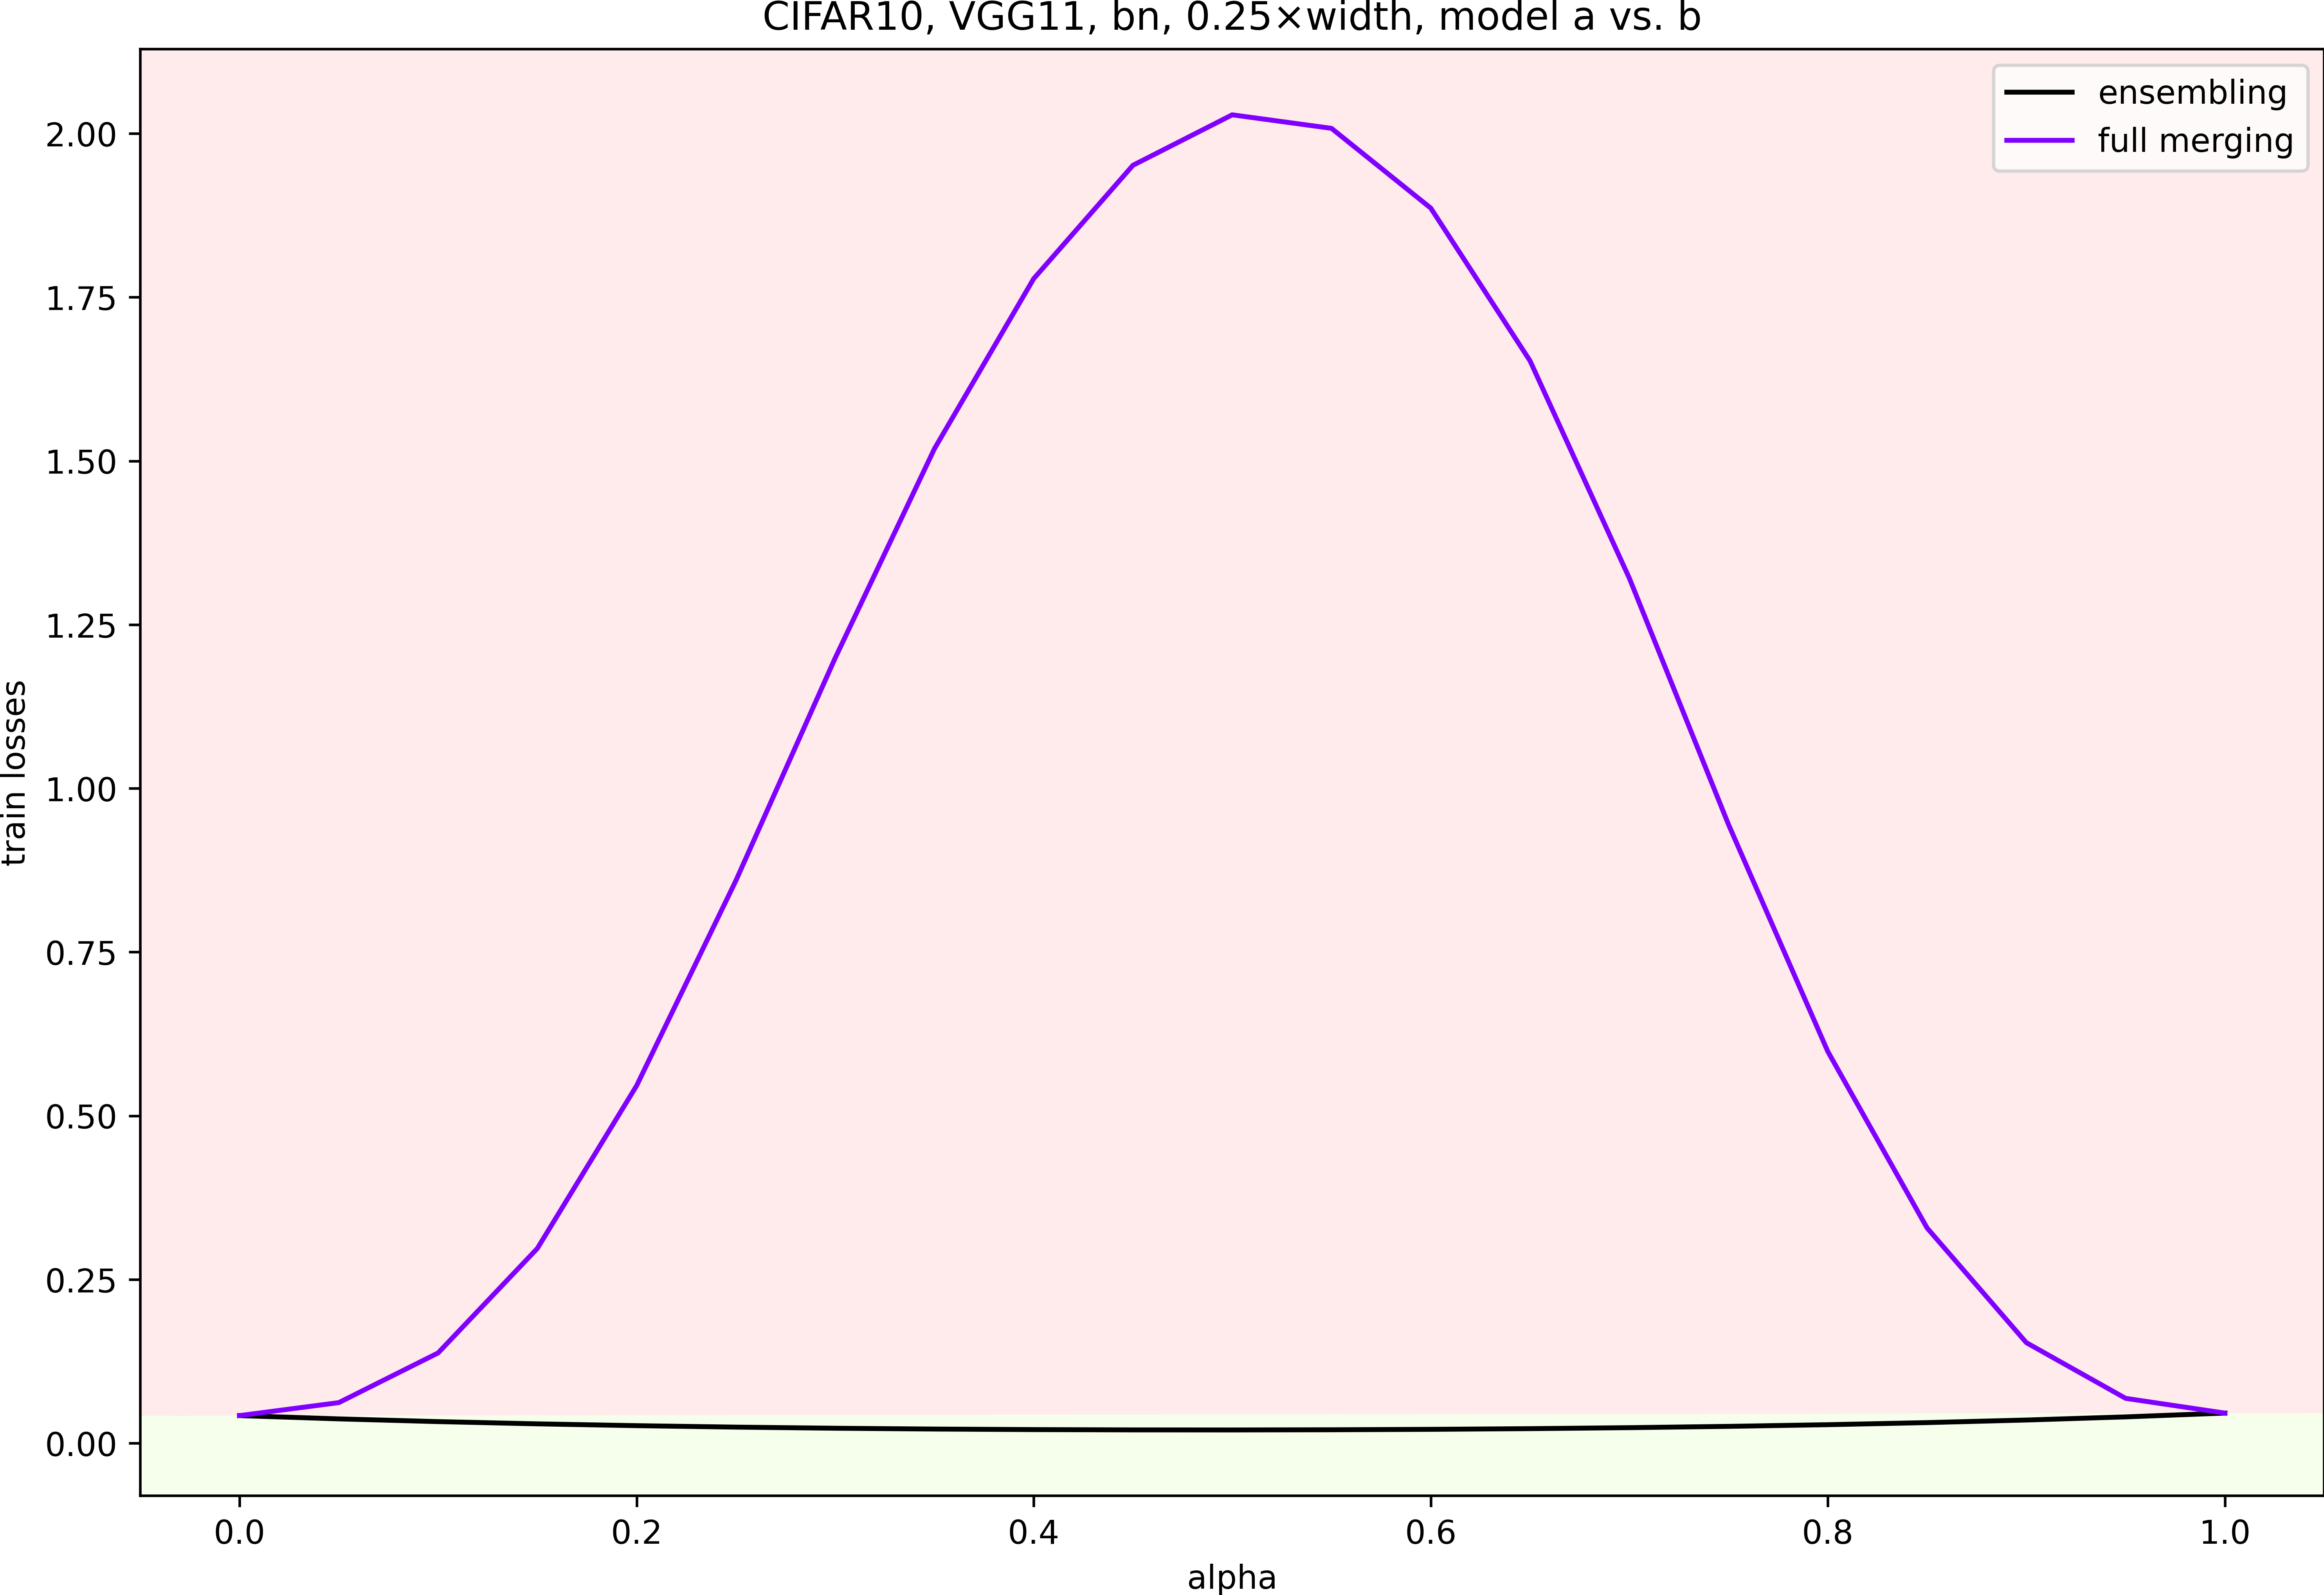 CIFAR10, VGG11, bn, 0.25×width, model a vs. b
ensembling
full merging
train losses
2.00
1.75
1.50
1.25
1.00
0.75
0.50
0.25
0.00
0.0 0.2 0.4 0.6 0.8 1.0
alpha